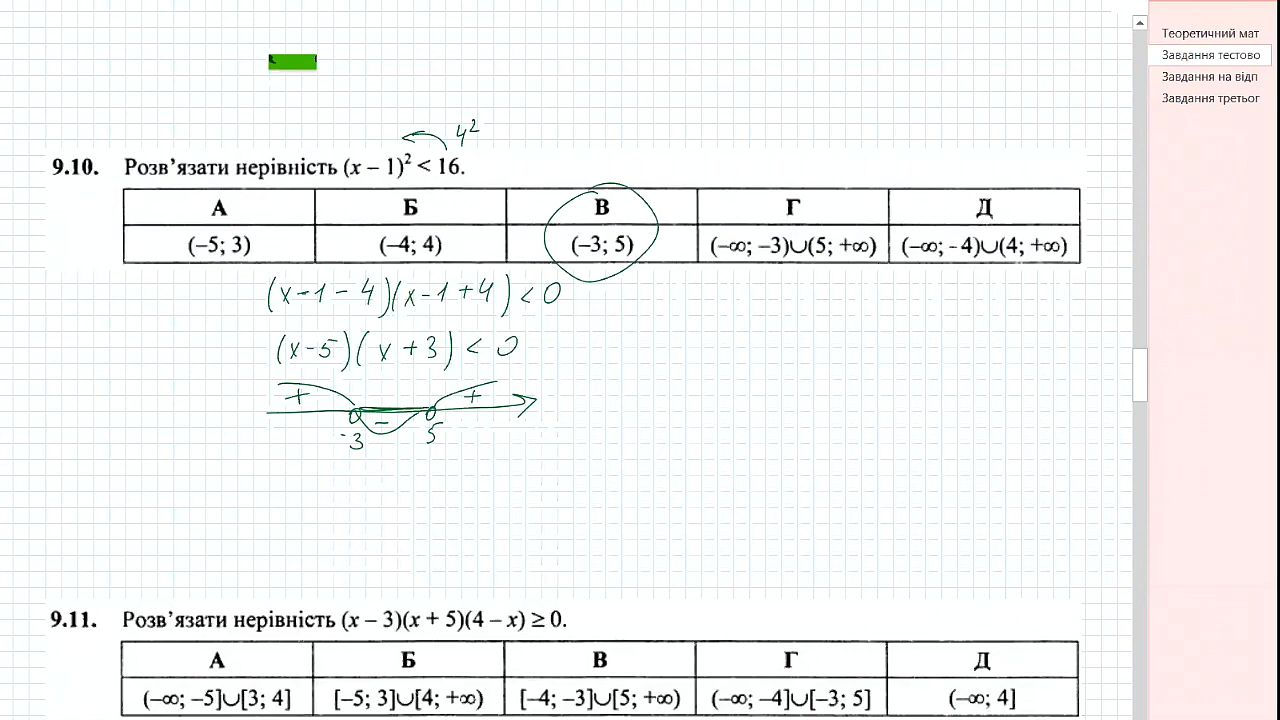 Теоретичний мат
Завдання тестово
Завдання на відп
Завдання третьог
4²
9.10. Розв’язати нерівність (x – 1)² < 16.
А Б В Г Д
(–5; 3) (–4; 4) (–3; 5) (–∞; –3)∪(5; +∞) (–∞; - 4)∪(4; +∞)
(x-1-4)(x-1+4)<0
(x-5)(x+3)<0
+ - +
-3 5
9.11. Розв’язати нерівність (x – 3)(x + 5)(4 – x) ≥ 0.
А Б В Г Д
(–∞; –5]∪[3; 4] [–5; 3]∪[4; +∞) [–4; –3]∪[5; +∞) (–∞; –4]∪[–3; 5] (–∞; 4]